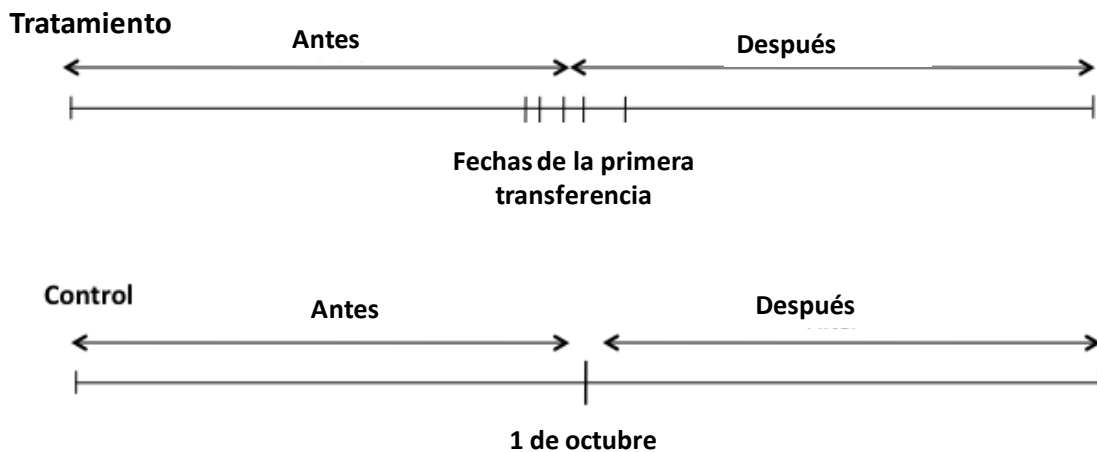 Tratamiento
Antes
Después
Fechas de la primera
transferencia
Control
Antes
Después
1 de octubre